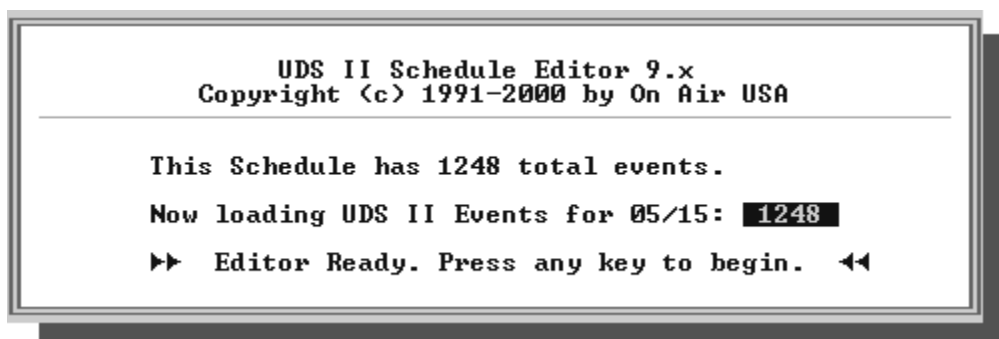 UDS II Schedule Editor 9.x
Copyright (c) 1991-2000 by On Air USA
This Schedule has 1248 total events.
Now loading UDS II Events for 05/15: 1248
►► Editor Ready. Press any key to begin. ◄◄